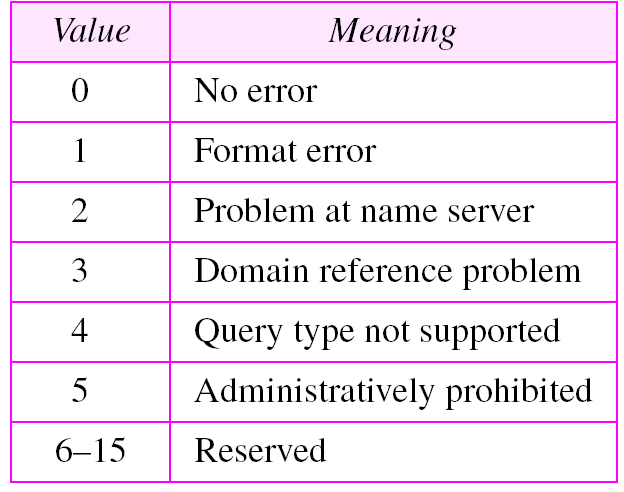 Value Meaning
0 No error
1 Format error
2 Problem at name server
3 Domain reference problem
4 Query type not supported
5 Administratively prohibited
6–15 Reserved